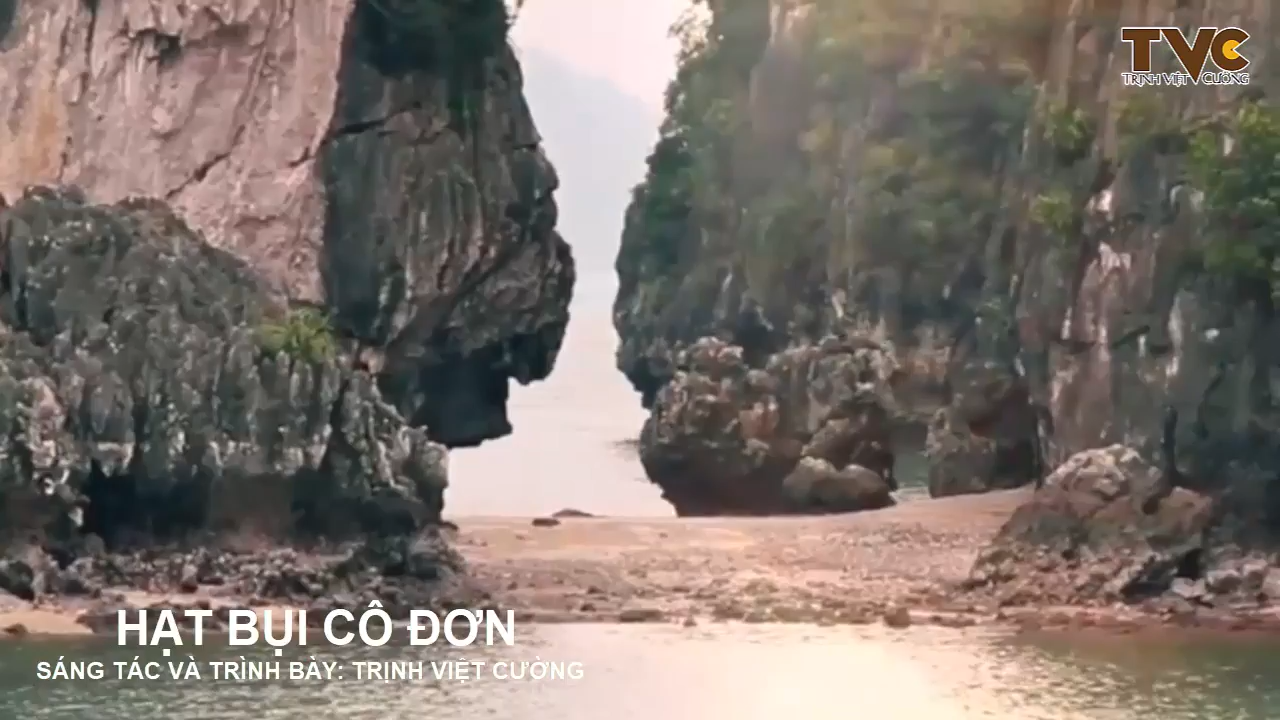 TVC
TRỊNH VIỆT CƯỜNG
HẠT BỤI CÔ ĐƠN
SÁNG TÁC VÀ TRÌNH BÀY: TRỊNH VIỆT CƯỜNG